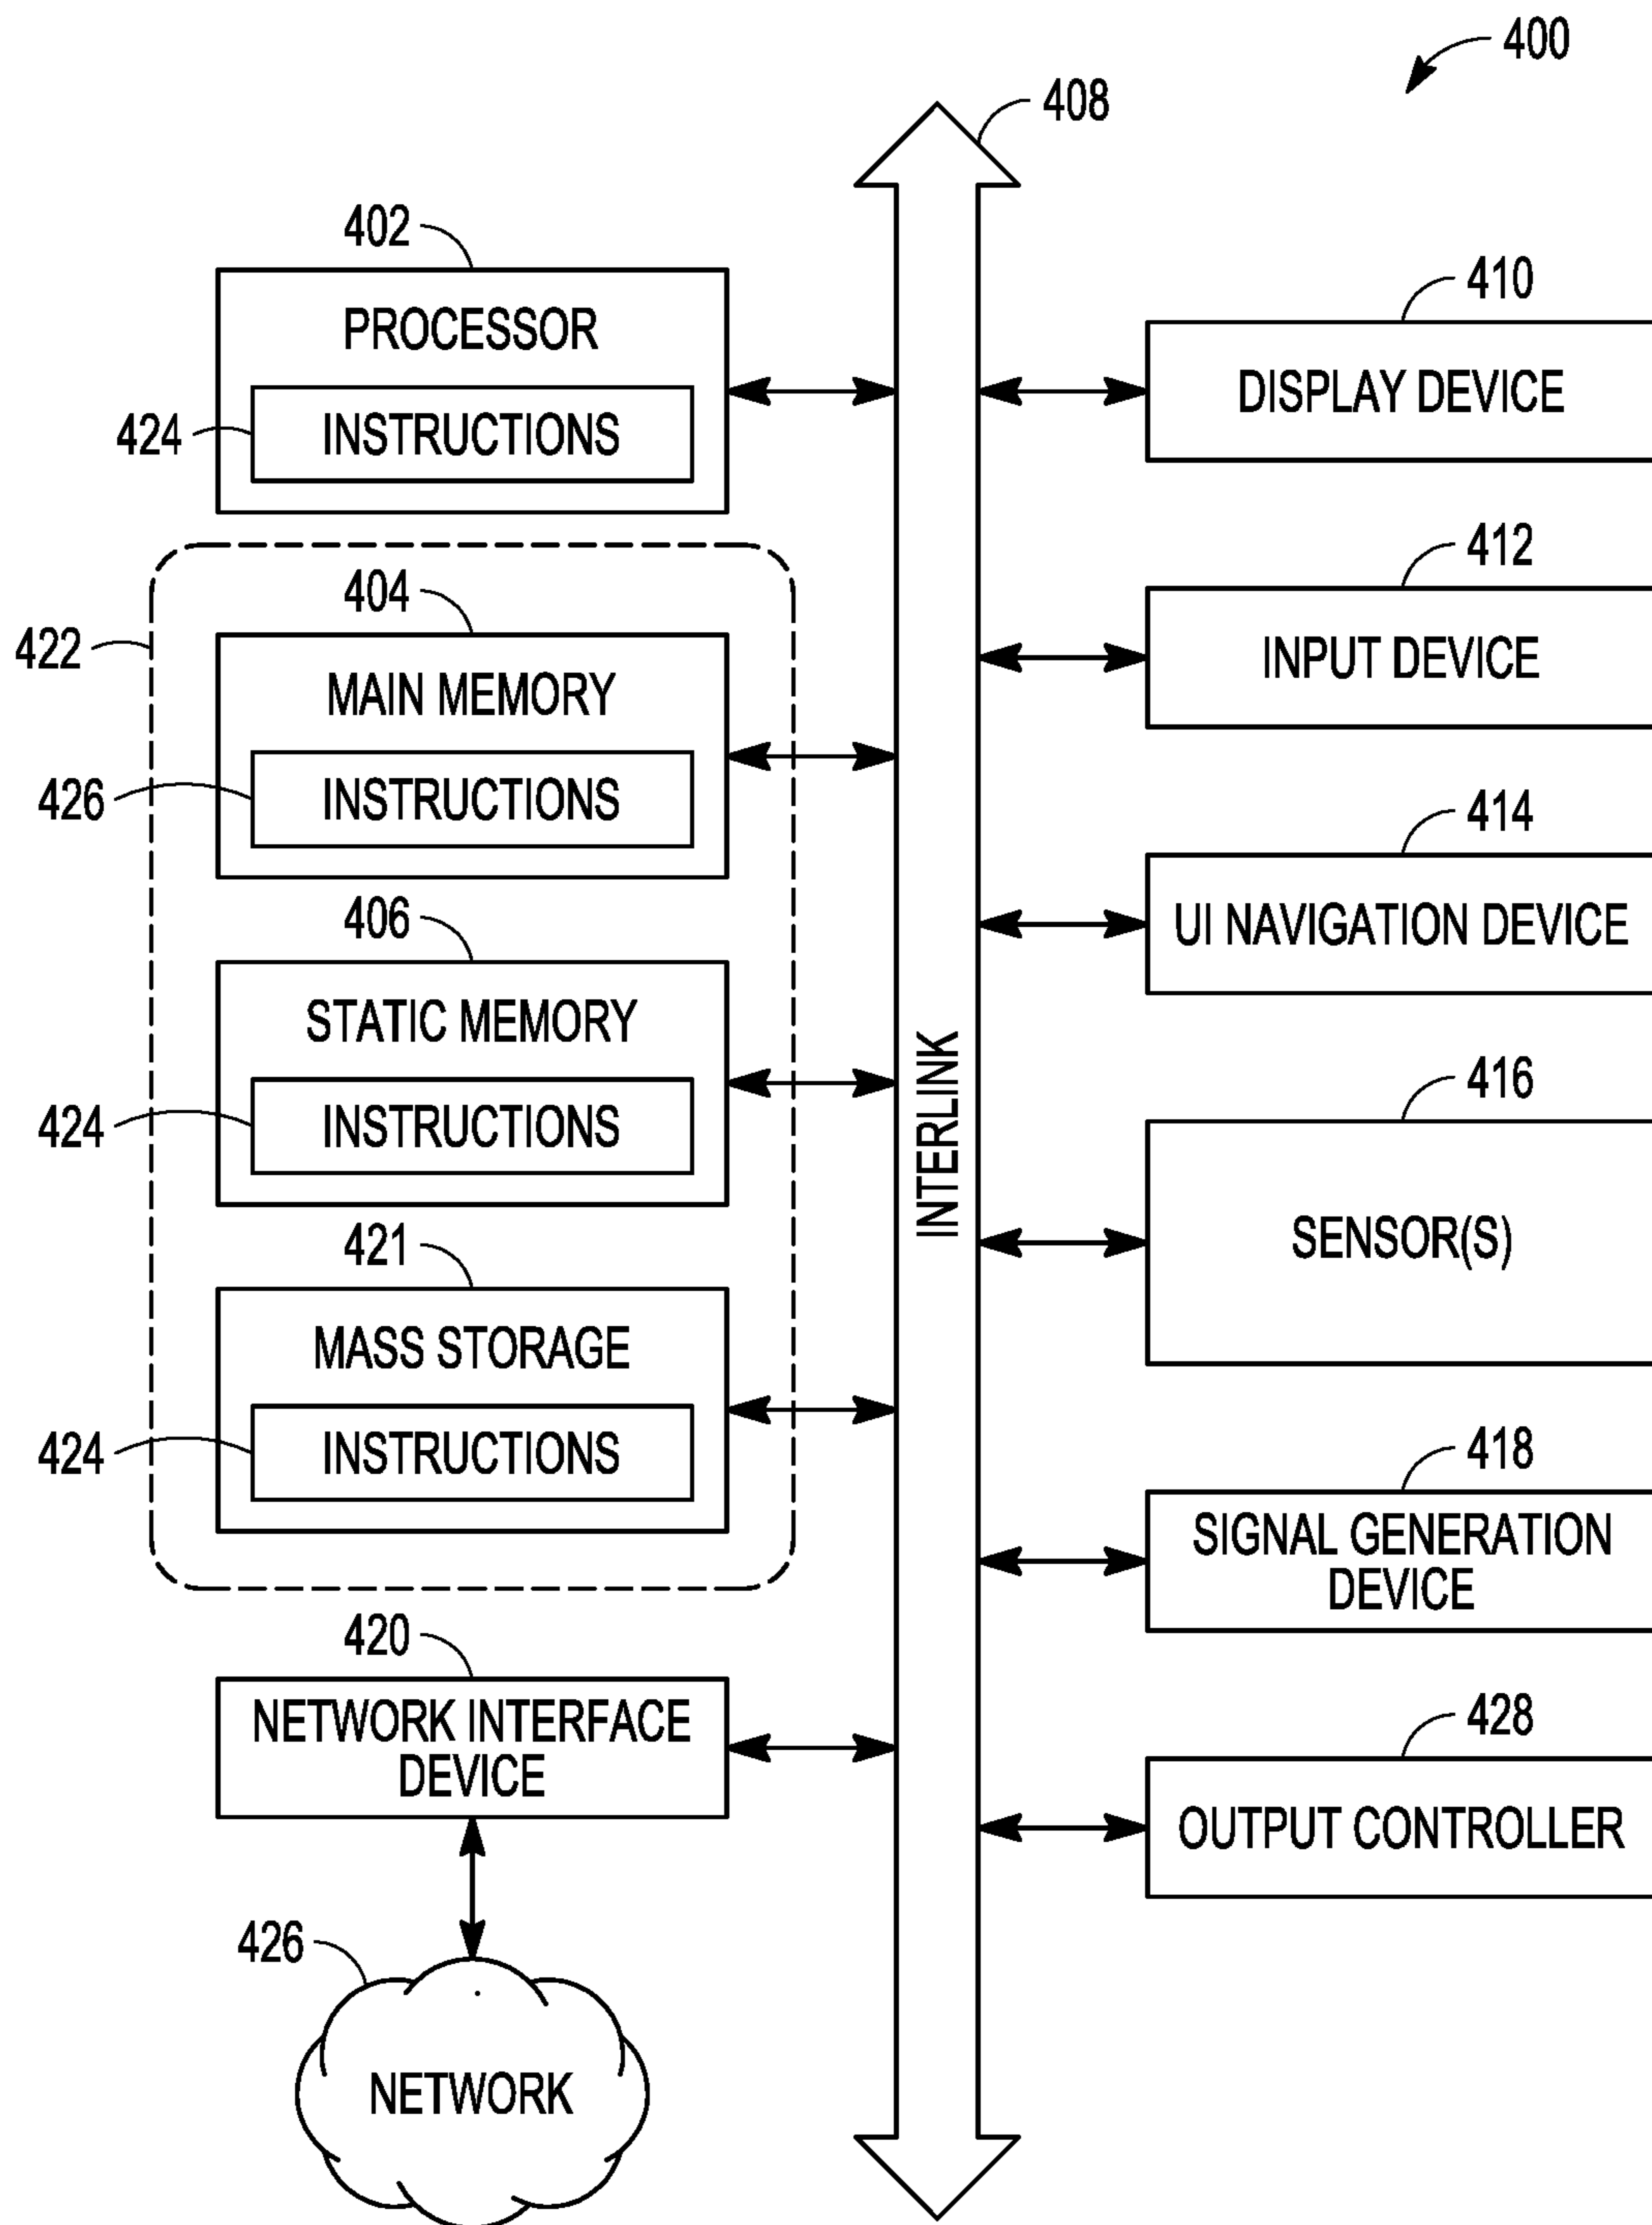 400
408
402
PROCESSOR
424
INSTRUCTIONS
422
404
MAIN MEMORY
426
INSTRUCTIONS
406
STATIC MEMORY
424
INSTRUCTIONS
421
MASS STORAGE
424
INSTRUCTIONS
420
NETWORK INTERFACE
DEVICE
426
NETWORK
INTERLINK
410
DISPLAY DEVICE
412
INPUT DEVICE
414
UI NAVIGATION DEVICE
416
SENSOR(S)
418
SIGNAL GENERATION
DEVICE
428
OUTPUT CONTROLLER